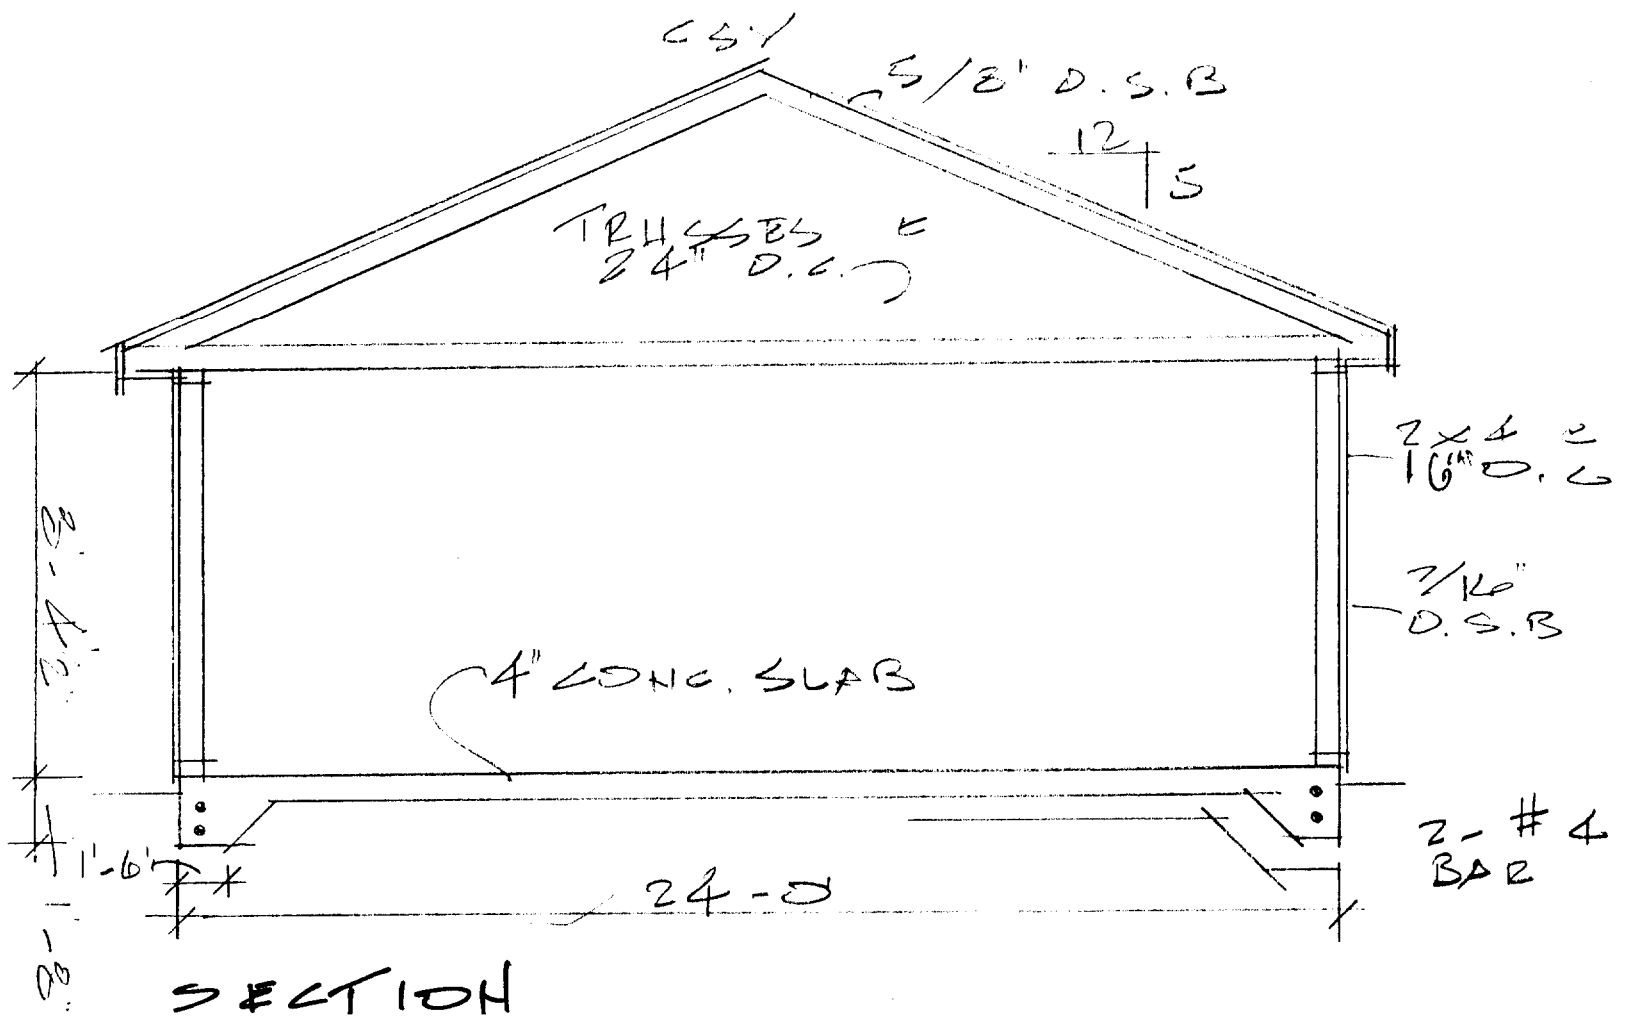 5/8" O.S.B
12
5
TRUSSES @
24" O.C.
2x4 @
16" O.C
7/16"
O.S.B
4" CONC. SLAB
2-#4
BAR
1'-6"
24-0
SECTION